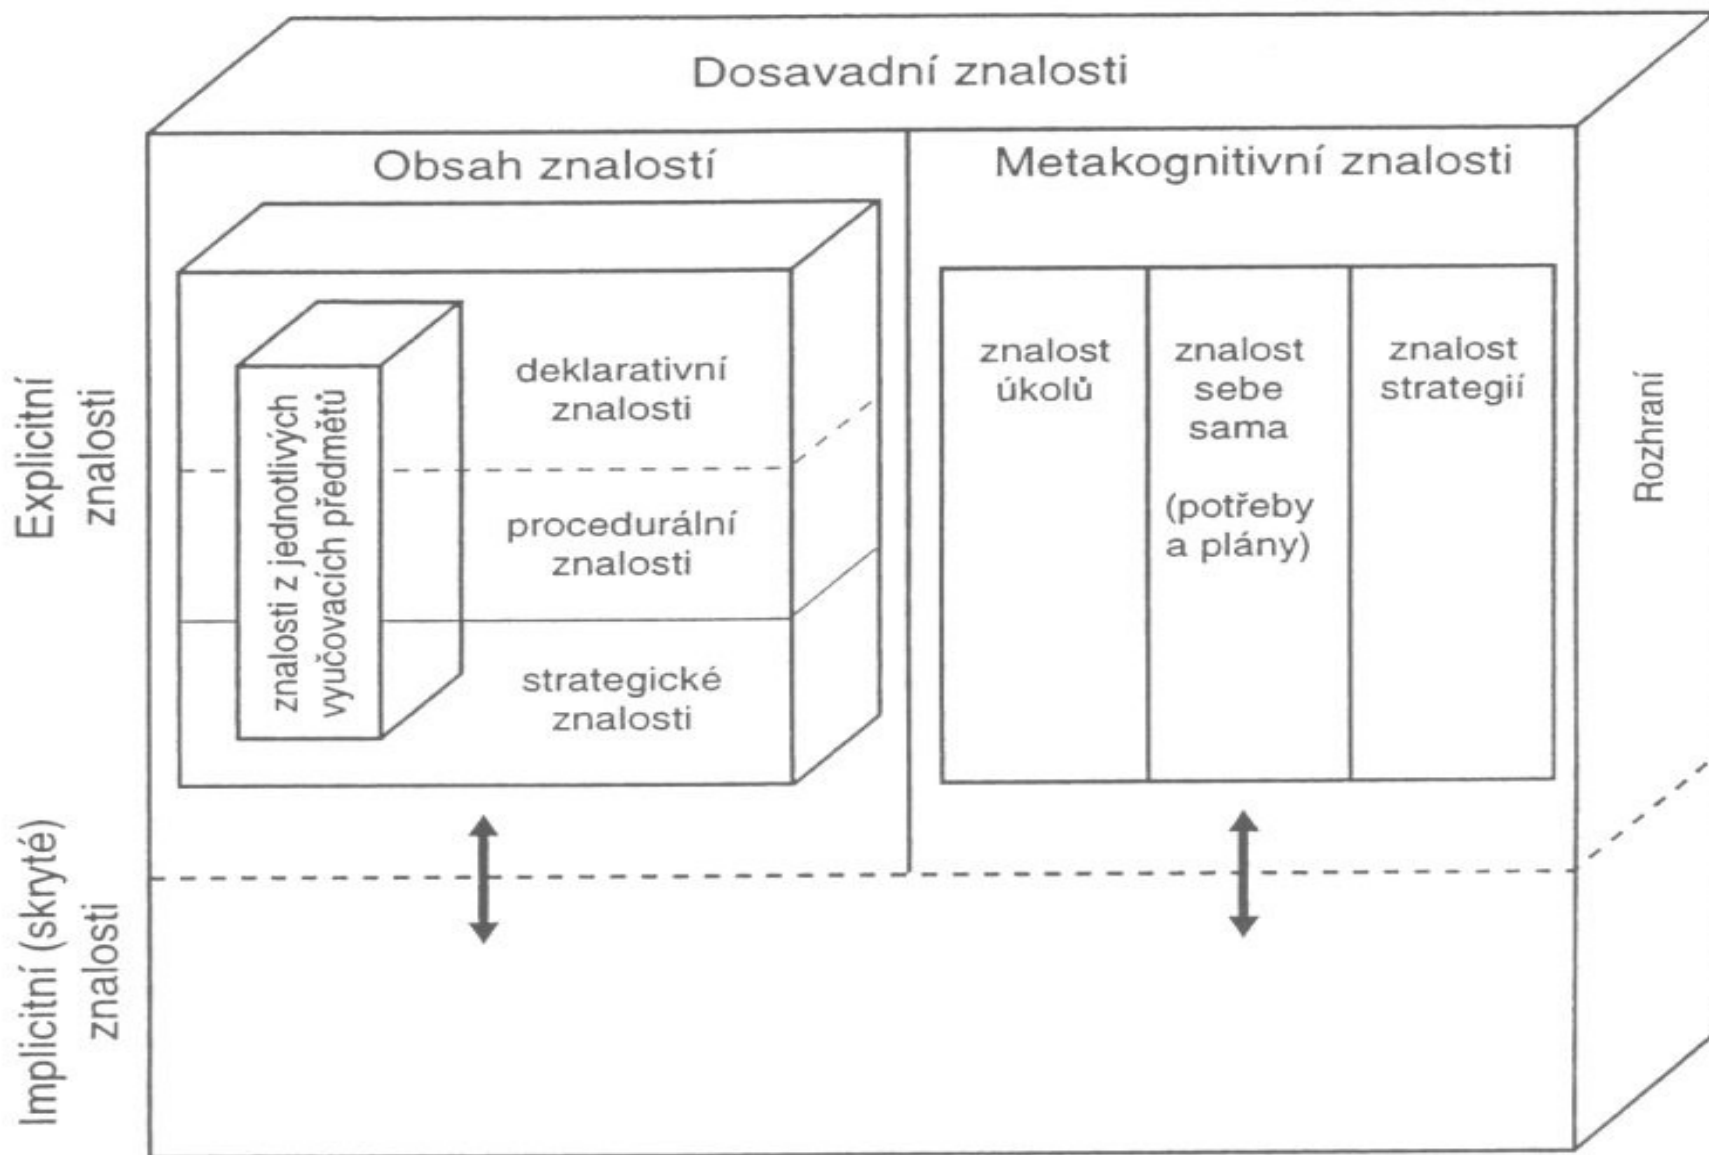 Dosavadní znalosti
Obsah znalostí
Metakognitivní znalosti
Explicitní
znalosti
znalosti z jednotlivých
vyučovacích předmětů
deklarativní
znalosti
procedurální
znalosti
strategické
znalosti
znalost
úkolů
znalost
sebe
sama
(potřeby
a plány)
znalost
strategií
Rozhraní
Implicitní (skryté)
znalosti